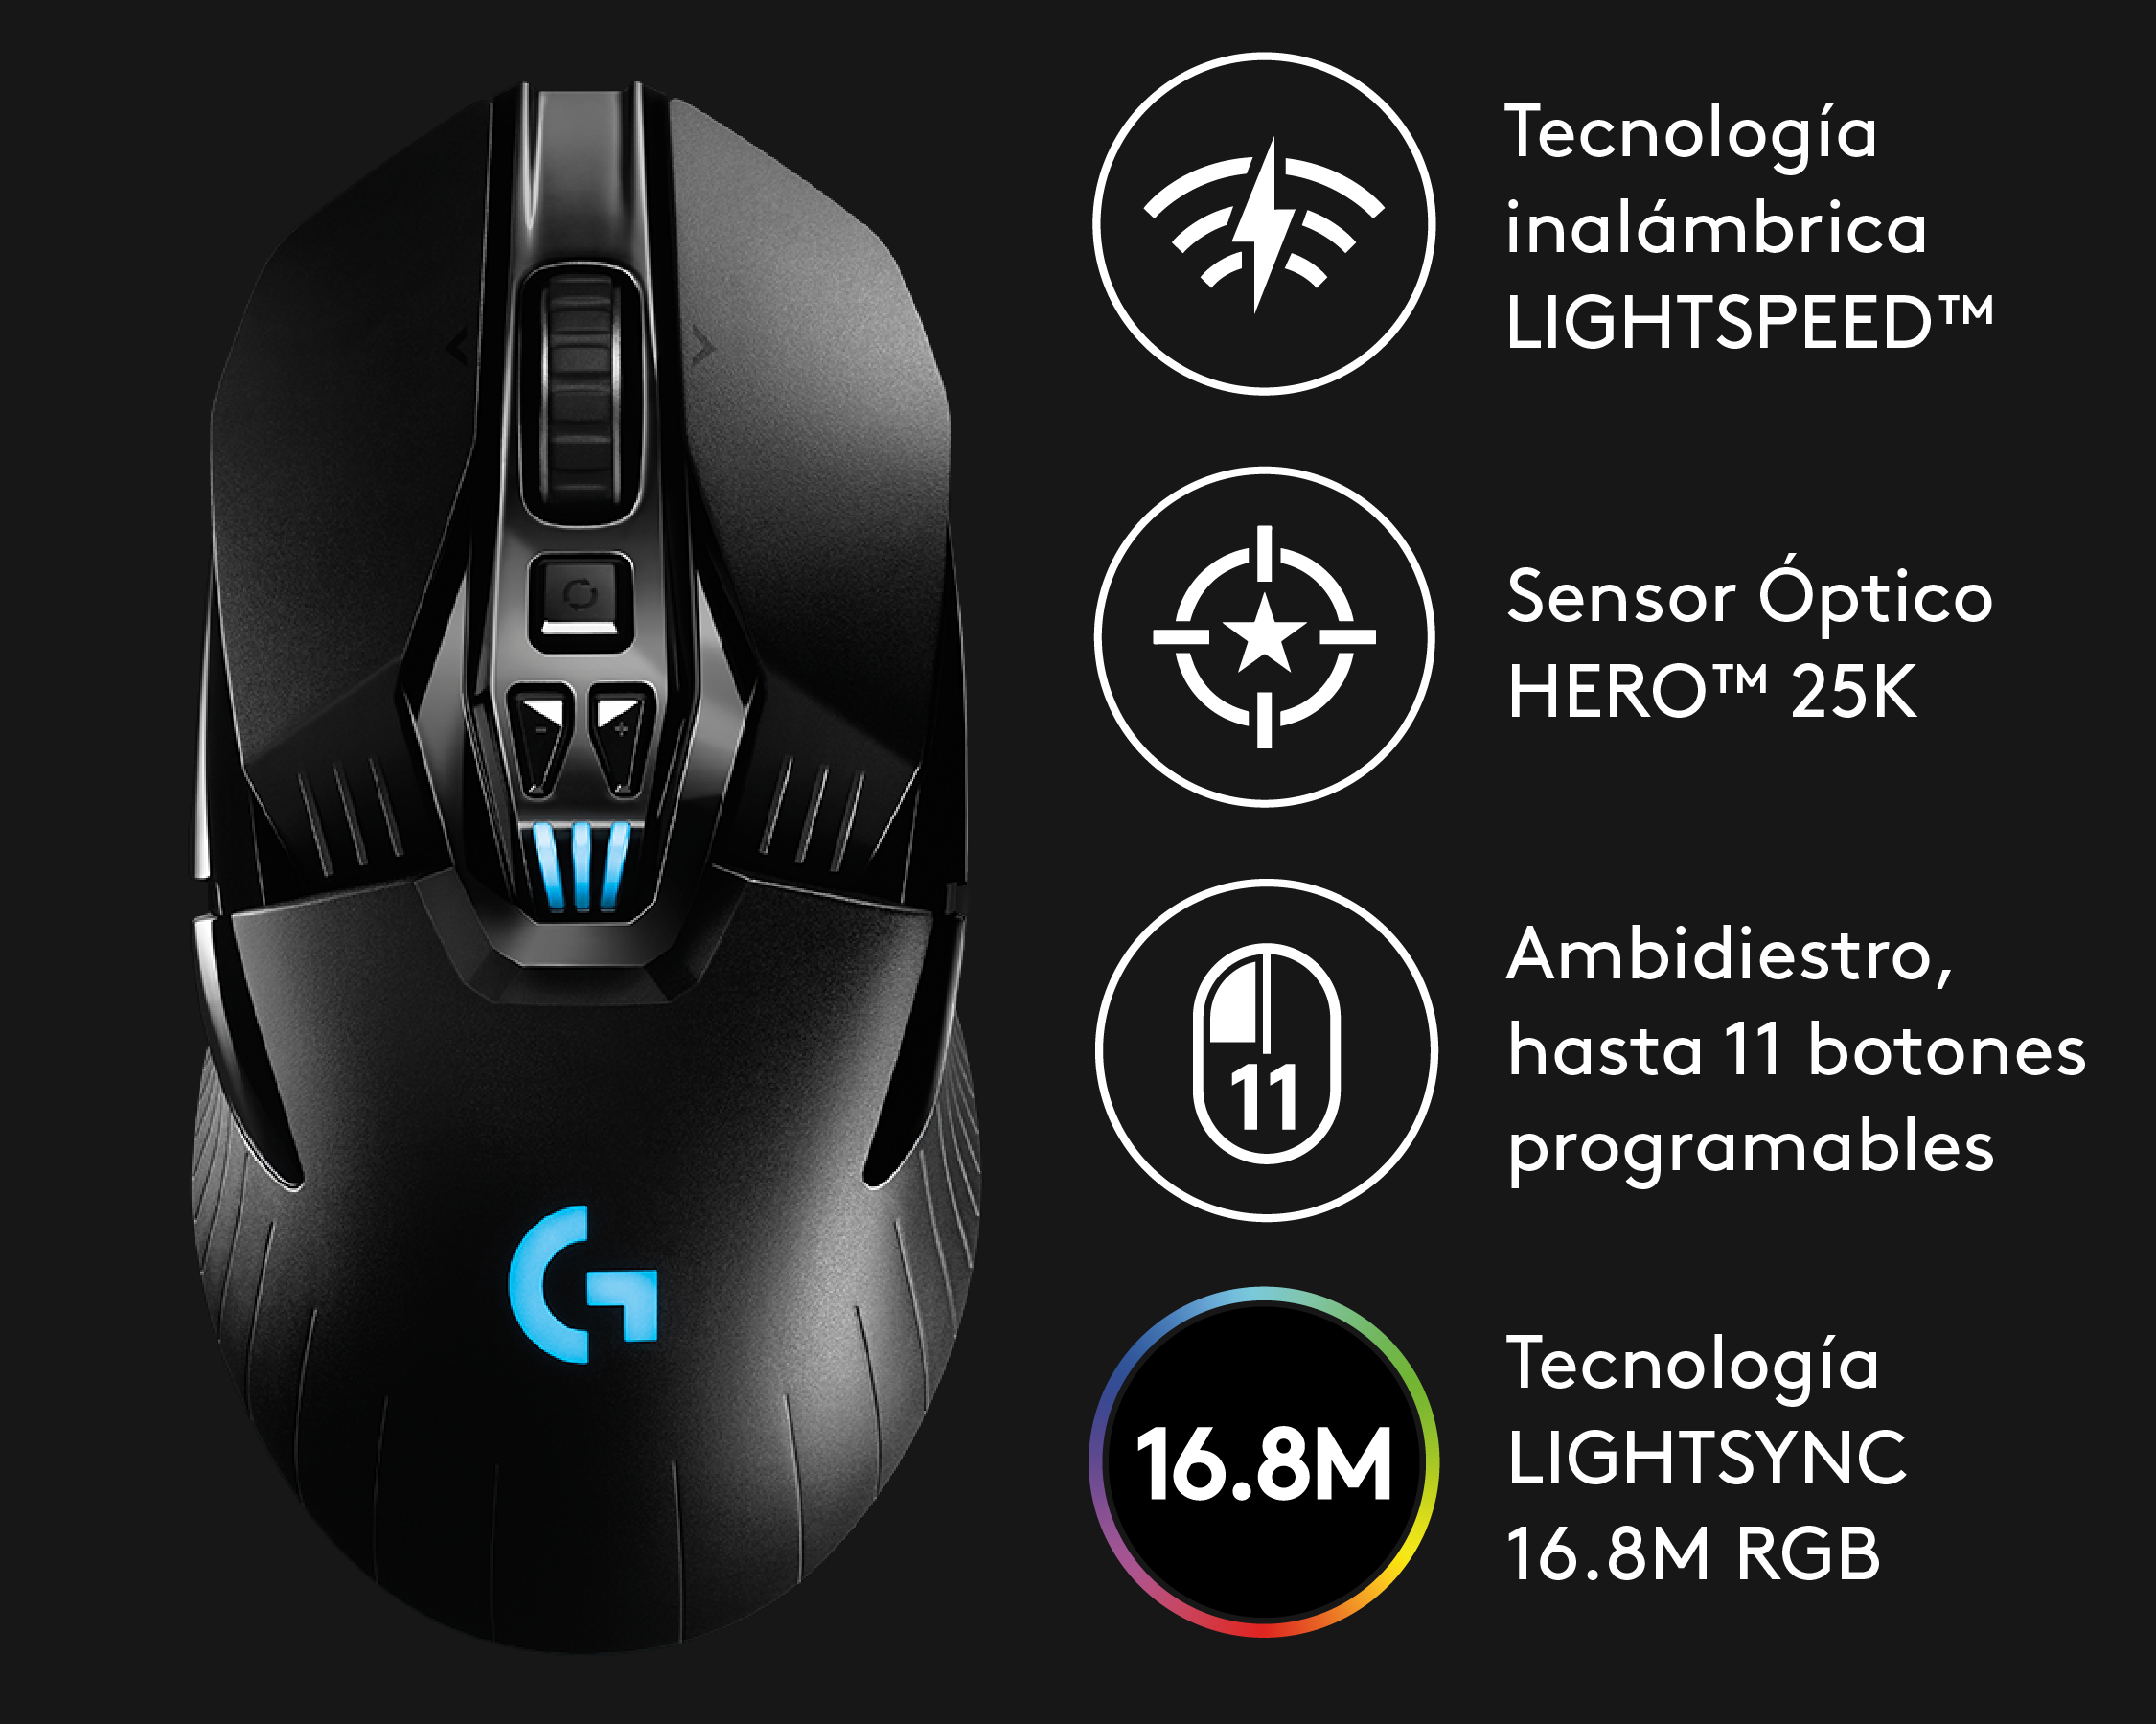 Tecnología
inalámbrica
LIGHTSPEED™
Sensor Óptico
HERO™ 25K
11
Ambidiestro,
hasta 11 botones
programables
16.8M
Tecnología
LIGHTSYNC
16.8M RGB
- +
G